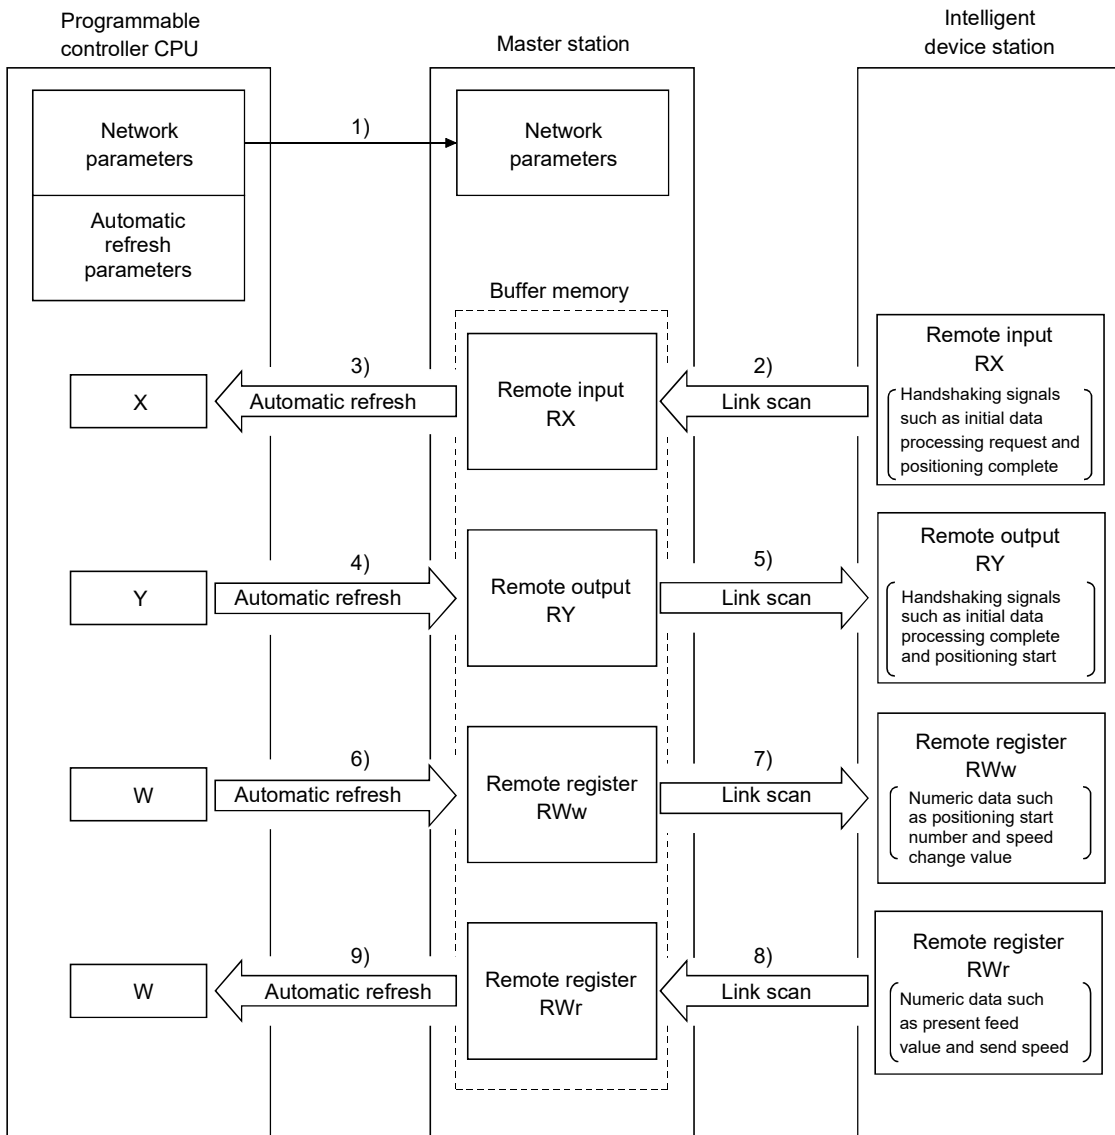 Programmable
controller CPU
Master station
Intelligent
device station
Network
parameters
1)
Network
parameters
Automatic
refresh
parameters
Buffer memory
X
3)
Automatic refresh
Remote input
RX
2)
Link scan
Remote input
RX
Handshaking signals
such as initial data
processing request and
positioning complete
Y
4)
Automatic refresh
Remote output
RY
5)
Link scan
Remote output
RY
Handshaking signals
such as initial data
processing complete
and positioning start
W
6)
Automatic refresh
Remote register
RWw
7)
Link scan
Remote register
RWw
Numeric data such
as positioning start
number and speed
change value
W
9)
Automatic refresh
Remote register
RWr
8)
Link scan
Remote register
RWr
Numeric data such
as present feed
value and send speed